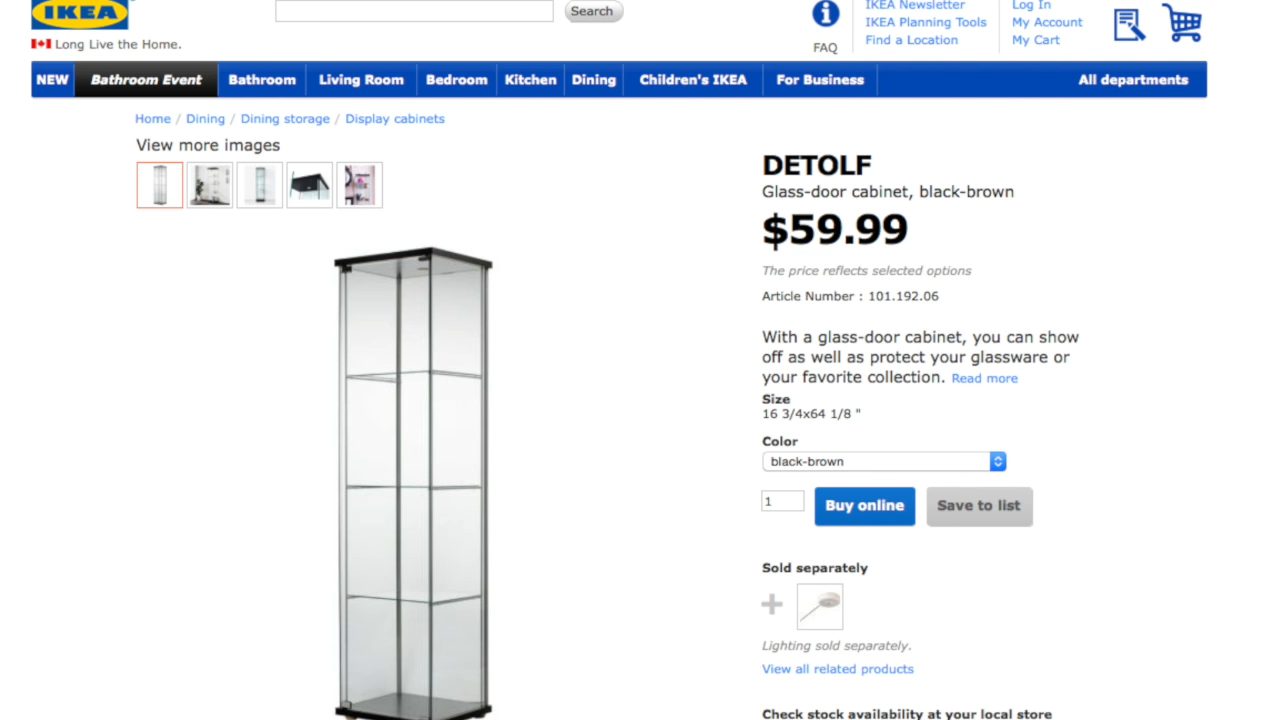 IKEA
Search
IKEA Newsletter
IKEA Planning Tools
Find a Location
Log In
My Account
My Cart
FAQ
Long Live the Home.
NEW
Bathroom Event
Bathroom
Living Room
Bedroom
Kitchen
Dining
Children's IKEA
For Business
All departments
Home / Dining / Dining storage / Display cabinets
View more images
DETOLF
Glass-door cabinet, black-brown
$59.99
The price reflects selected options
Article Number : 101.192.06
With a glass-door cabinet, you can show
off as well as protect your glassware or
your favorite collection. Read more
Size
16 3/4x64 1/8 "
Color
black-brown
1
Buy online
Save to list
Sold separately
Lighting sold separately.
View all related products
Check stock availability at your local store